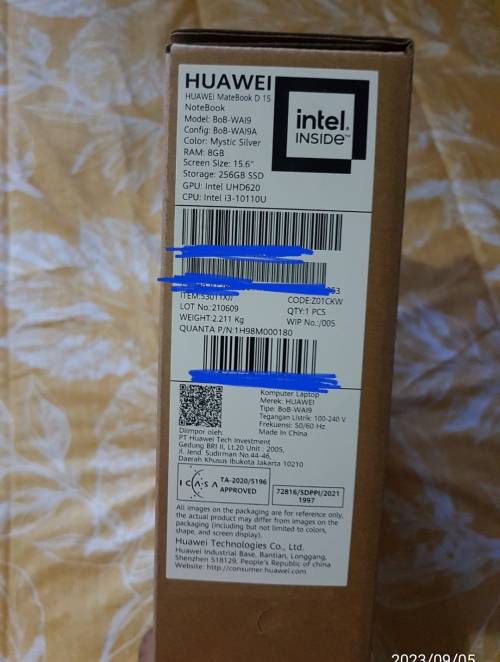 HUAWEI
HUAWEI MateBook D 15
NoteBook
Model: BoB-WAI9
Config: BoB-WAI9A
Color: Mystic Silver
RAM: 8GB
Screen Size: 15.6"
Storage: 256GB SSD
GPU: Intel UHD620
CPU: Intel i3-10110U
intel.
INSIDE™
CODE:Z01CKW
LOT No.:210609
QTY:1 PCS
WEIGHT:2.211 Kg
WIP No.:/005
QUANTA P/N:1H98M000180
Komputer Laptop
Merek: HUAWEI
Tipe: BoB-WAI9
Tegangan Listrik: 100-240 V
Frekuensi: 50/60 Hz
Made In China
Diimpor oleh:
PT Huawei Tech Investment
Gedung BRI II, Lt.20 Unit : 2005,
Jl. Jend. Sudirman No.44-46,
Daerah Khusus Ibukota Jakarta 10210
ICASA
TA-2020/5196
APPROVED
72816/SDPPI/2021
1997
All images on the packaging are for reference only,
the actual product may differ from images on the
packaging (including but not limited to colors,
shape, and screen display).
Huawei Technologies Co., Ltd.
Huawei Industrial Base, Bantian, Longgang,
Shenzhen 518129, People's Republic of china
Website: http://consumer.huawei.com
2023/09/05